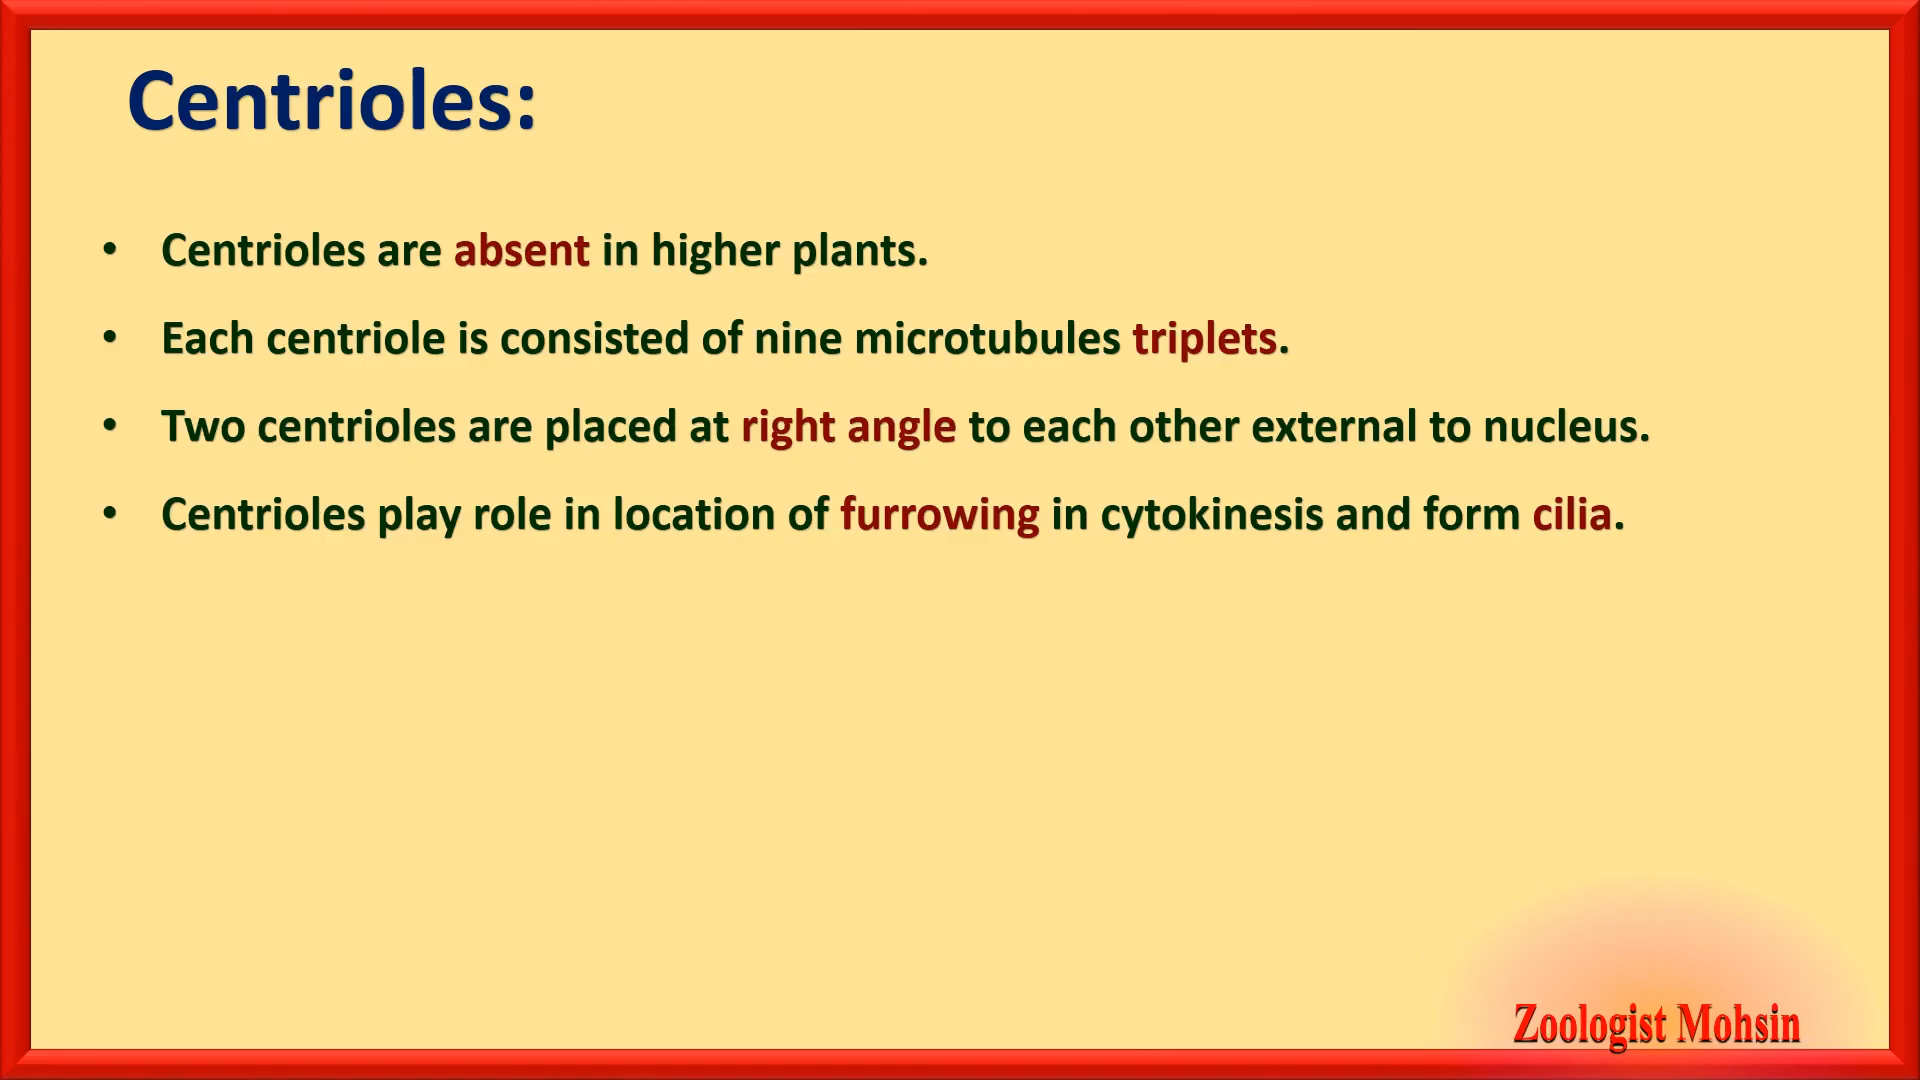 Centrioles:
• Centrioles are absent in higher plants.
• Each centriole is consisted of nine microtubules triplets.
• Two centrioles are placed at right angle to each other external to nucleus.
• Centrioles play role in location of furrowing in cytokinesis and form cilia.
Zoologist Mohsin